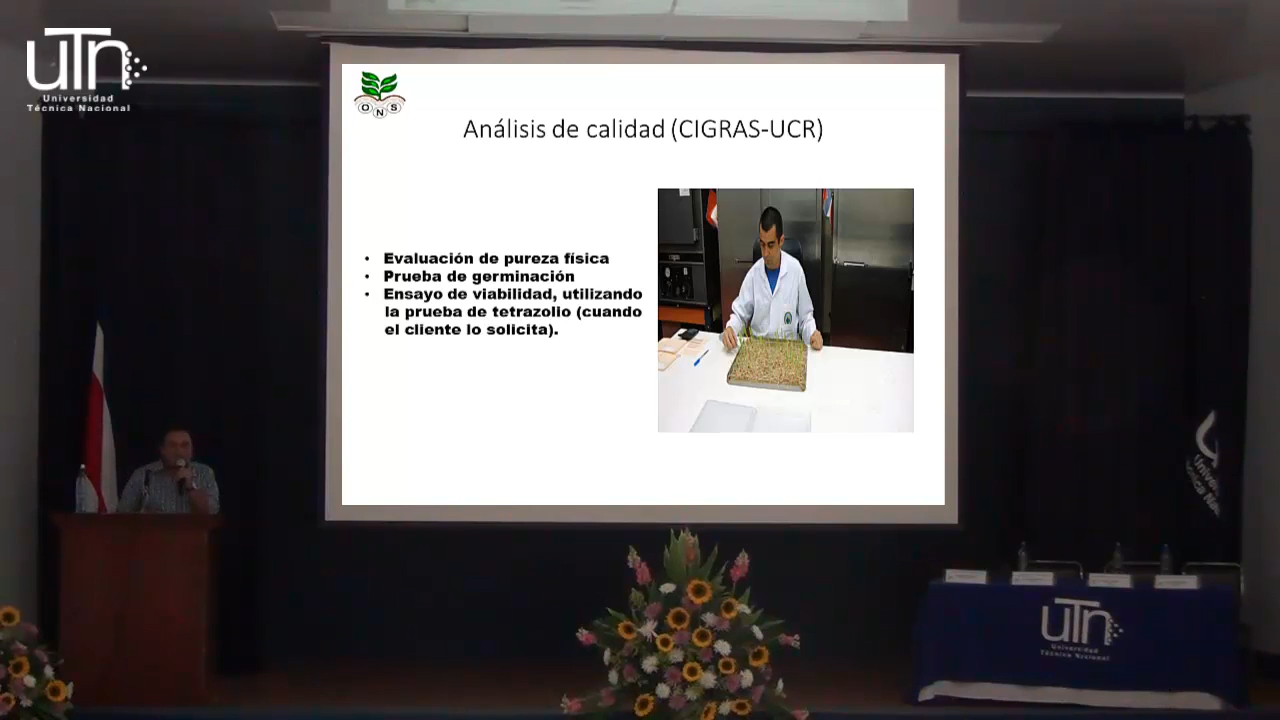 utn
Universidad
Técnica Nacional
ONS
Análisis de calidad (CIGRAS-UCR)
• Evaluación de pureza física
• Prueba de germinación
• Ensayo de viabilidad, utilizando
la prueba de tetrazolio (cuando
el cliente lo solicita).
utn
Universidad
Técnica Nacional